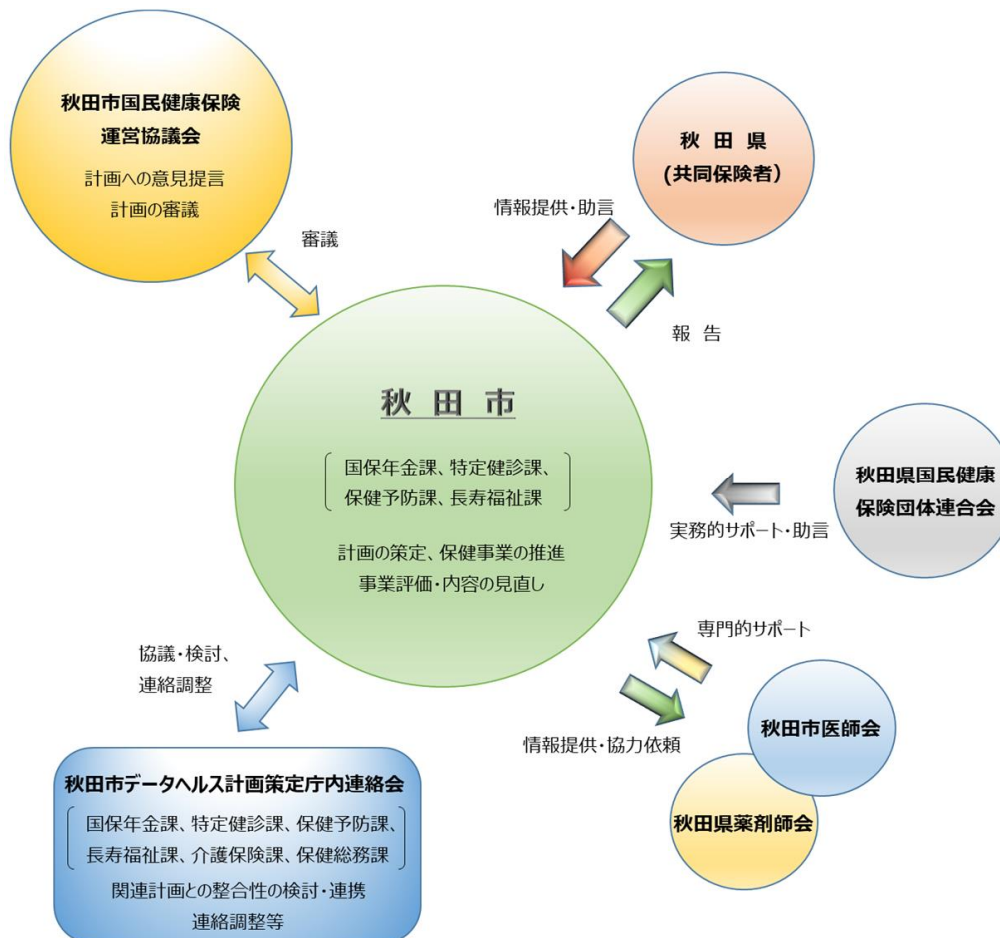 秋田市国民健康保険
運営協議会
計画への意見提言
計画の審議
審議
秋 田 県
(共同保険者）
情報提供・助言
報 告
秋 田 市
国保年金課、特定健診課、
保健予防課、長寿福祉課
計画の策定、保健事業の推進
事業評価・内容の見直し
秋田県国民健康
保険団体連合会
実務的サポート・助言
専門的サポート
情報提供・協力依頼
秋田市医師会
秋田県薬剤師会
協議・検討、
連絡調整
秋田市データヘルス計画策定庁内連絡会
国保年金課、特定健診課、保健予防課、
長寿福祉課、介護保険課、保健総務課
関連計画との整合性の検討・連携
連絡調整等